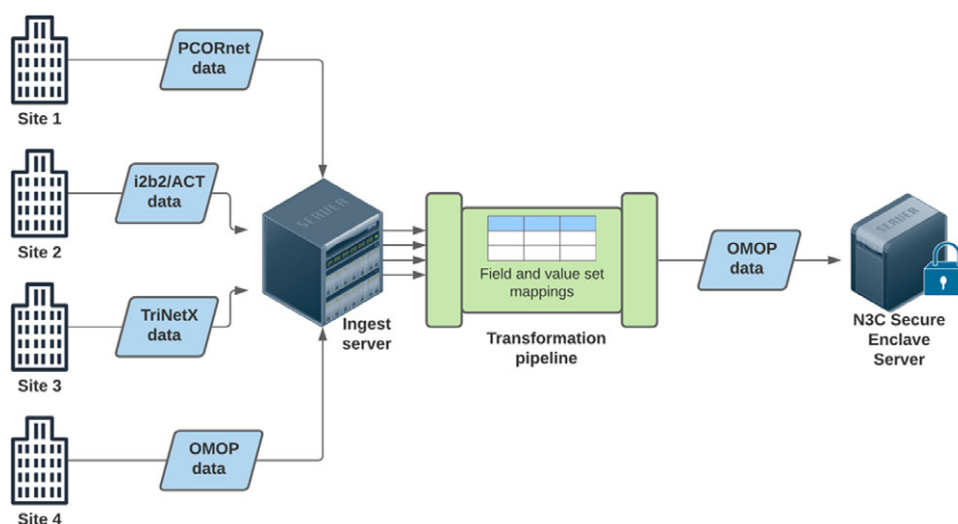 PCORnet
data
Site 1
i2b2/ACT
data
Site 2
TriNetX
data
Site 3
OMOP
data
Site 4
SERVER
Ingest
server
Field and value set
mappings
Transformation
pipeline
OMOP
data
N3C Secure
Enclave
Server